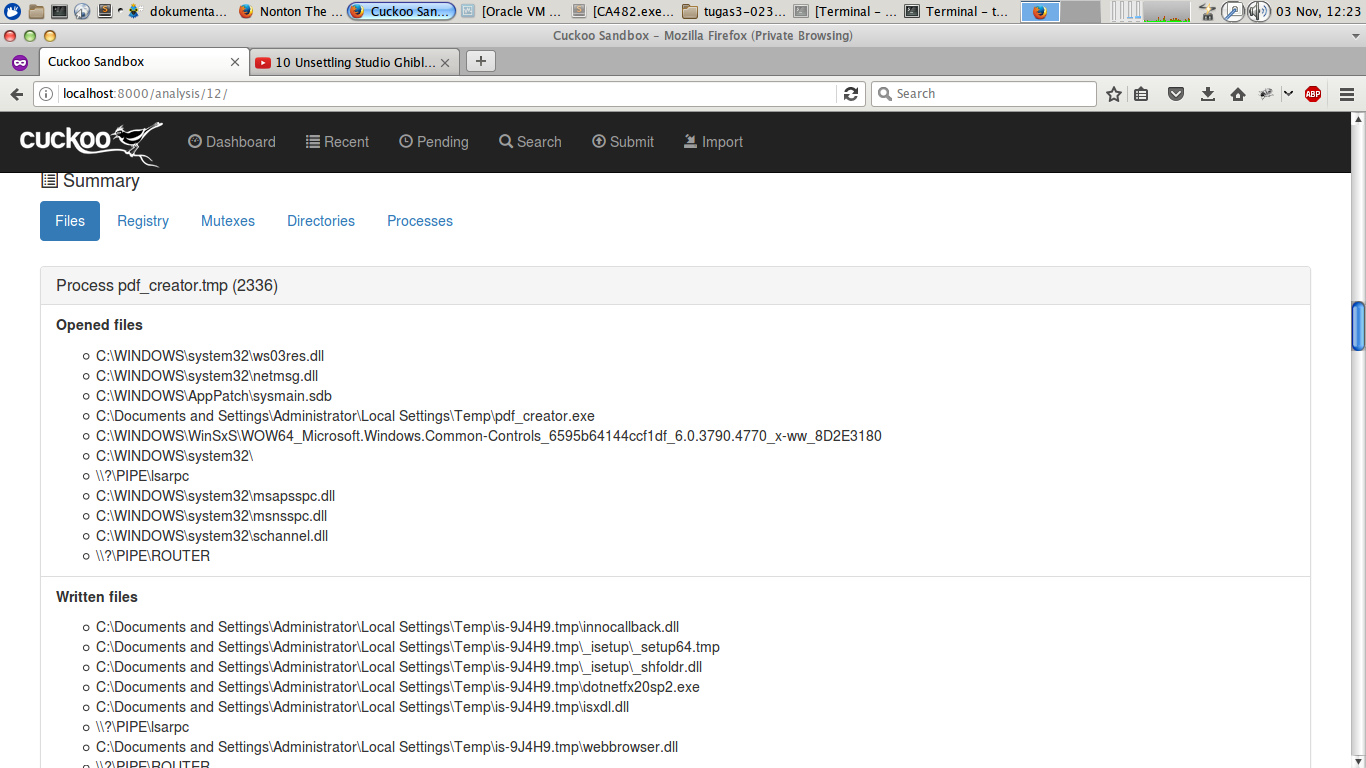 dokumenta...
Nonton The ...
Cuckoo San...
[Oracle VM ...
[CA482.exe...
tugas3-023...
[Terminal – ...
Terminal – t...
03 Nov, 12:23
Cuckoo Sandbox – Mozilla Firefox (Private Browsing)
Cuckoo Sandbox
10 Unsettling Studio Ghibl...
localhost:8000/analysis/12/
Search
ABP
cuckoo
Dashboard
Recent
Pending
Search
Submit
Import
Summary
Files
Registry
Mutexes
Directories
Processes
Process pdf_creator.tmp (2336)
Opened files
C:\WINDOWS\system32\ws03res.dll
C:\WINDOWS\system32\netmsg.dll
C:\WINDOWS\AppPatch\sysmain.sdb
C:\Documents and Settings\Administrator\Local Settings\Temp\pdf_creator.exe
C:\WINDOWS\WinSxS\WOW64_Microsoft.Windows.Common-Controls_6595b64144ccf1df_6.0.3790.4770_x-ww_8D2E3180
C:\WINDOWS\system32\
\\?\PIPE\lsarpc
C:\WINDOWS\system32\msapsspc.dll
C:\WINDOWS\system32\msnsspc.dll
C:\WINDOWS\system32\schannel.dll
\\?\PIPE\ROUTER
Written files
C:\Documents and Settings\Administrator\Local Settings\Temp\is-9J4H9.tmp\innocallback.dll
C:\Documents and Settings\Administrator\Local Settings\Temp\is-9J4H9.tmp\_isetup\_setup64.tmp
C:\Documents and Settings\Administrator\Local Settings\Temp\is-9J4H9.tmp\_isetup\_shfoldr.dll
C:\Documents and Settings\Administrator\Local Settings\Temp\is-9J4H9.tmp\dotnetfx20sp2.exe
C:\Documents and Settings\Administrator\Local Settings\Temp\is-9J4H9.tmp\isxdl.dll
\\?\PIPE\lsarpc
C:\Documents and Settings\Administrator\Local Settings\Temp\is-9J4H9.tmp\webbrowser.dll
\\?\PIPE\ROUTER